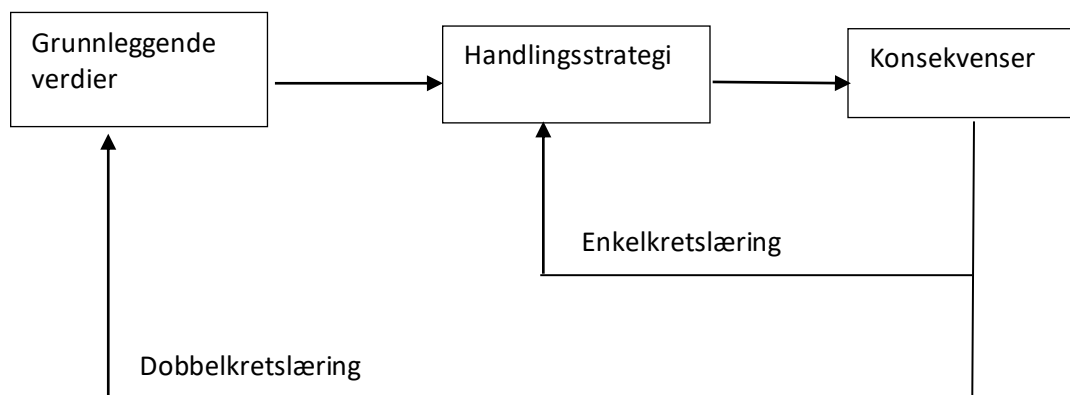 Grunnleggende
verdier
Handlingsstrategi
Konsekvenser
Enkelkretslæring
Dobbelkretslæring